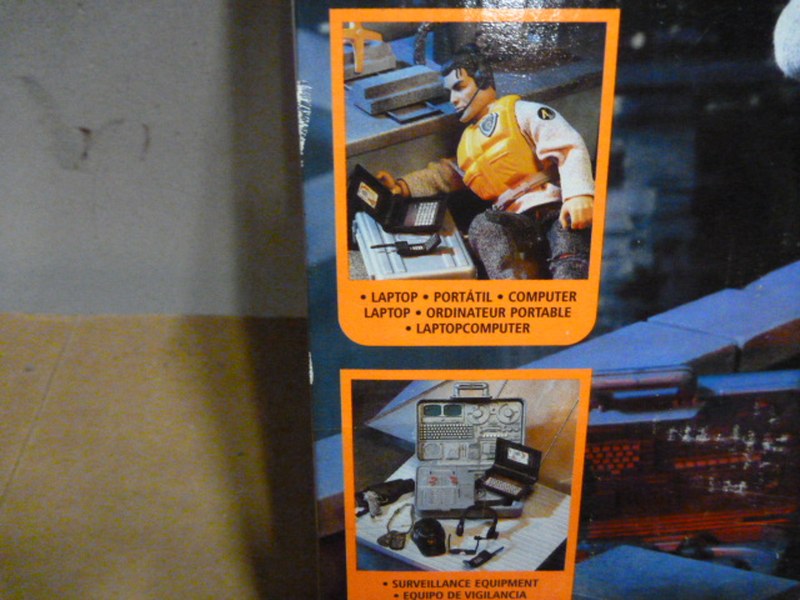 • LAPTOP • PORTÁTIL • COMPUTER
LAPTOP • ORDINATEUR PORTABLE
• LAPTOPCOMPUTER
• SURVEILLANCE EQUIPMENT
• EQUIPO DE VIGILANCIA